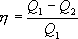 η = (Q₁ − Q₂) / Q₁